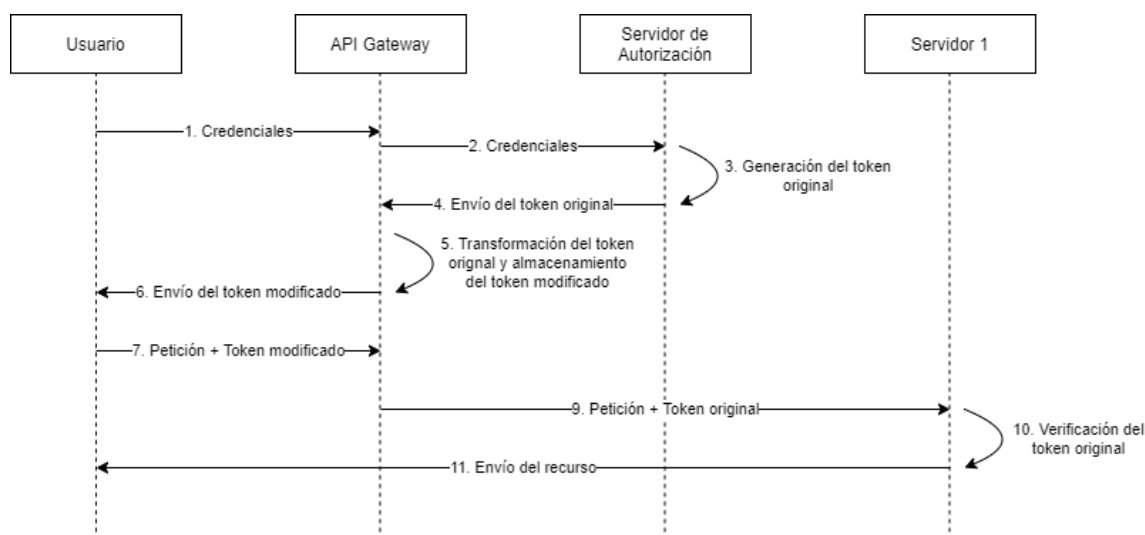 Usuario
API Gateway
Servidor de
Autorización
Servidor 1
1. Credenciales
2. Credenciales
3. Generación del token
original
4. Envío del token original
5. Transformación del token
orignal y almacenamiento
del token modificado
6. Envío del token modificado
7. Petición + Token modificado
9. Petición + Token original
10. Verificación del
token original
11. Envío del recurso